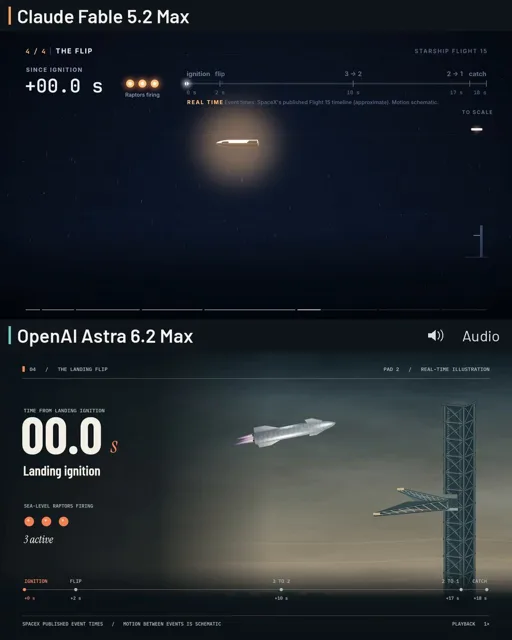 Claude Fable 5.2 Max
4 / 4 | THE FLIP
STARSHIP FLIGHT 15
SINCE IGNITION
+00.0 s
Raptors firing
ignition flip 3→2 2→1 catch
0 s 2 s 10 s 17 s 18 s
REAL TIME Event times: SpaceX's published Flight 15 timeline (approximate). Motion schematic.
TO SCALE
OpenAI Astra 6.2 Max
Audio
04 / THE LANDING FLIP
PAD 2 / REAL-TIME ILLUSTRATION
TIME FROM LANDING IGNITION
00.0 s
Landing ignition
SEA-LEVEL RAPTORS FIRING
3 active
IGNITION FLIP 3 TO 2 2 TO 1 CATCH
+0 s +2 s +10 s +17 s +18 s
SPACEX PUBLISHED EVENT TIMES / MOTION BETWEEN EVENTS IS SCHEMATIC
PLAYBACK 1×